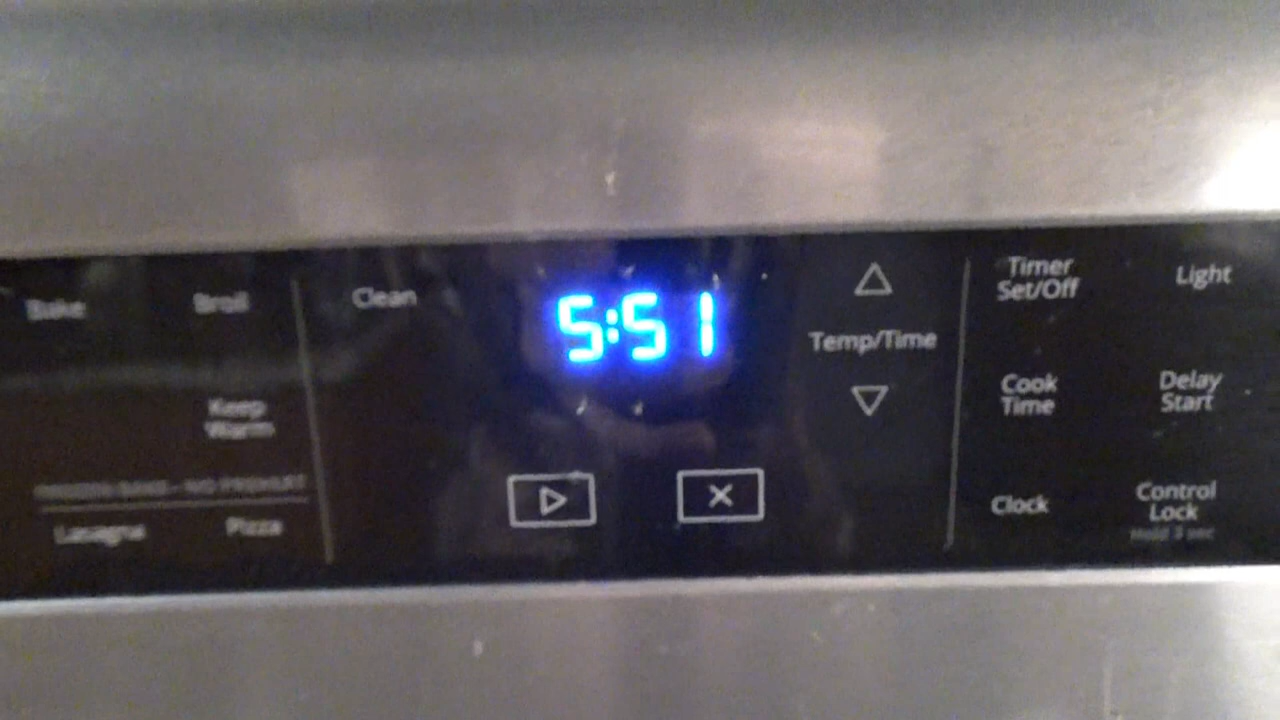 Bake
Broil
Clean
5:51
Temp/Time
Timer
Set/Off
Light
Keep
Warm
Cook
Time
Delay
Start
FROZEN BAKE - NO PREHEAT
Lasagna
Pizza
Clock
Control
Lock
Hold 3 sec